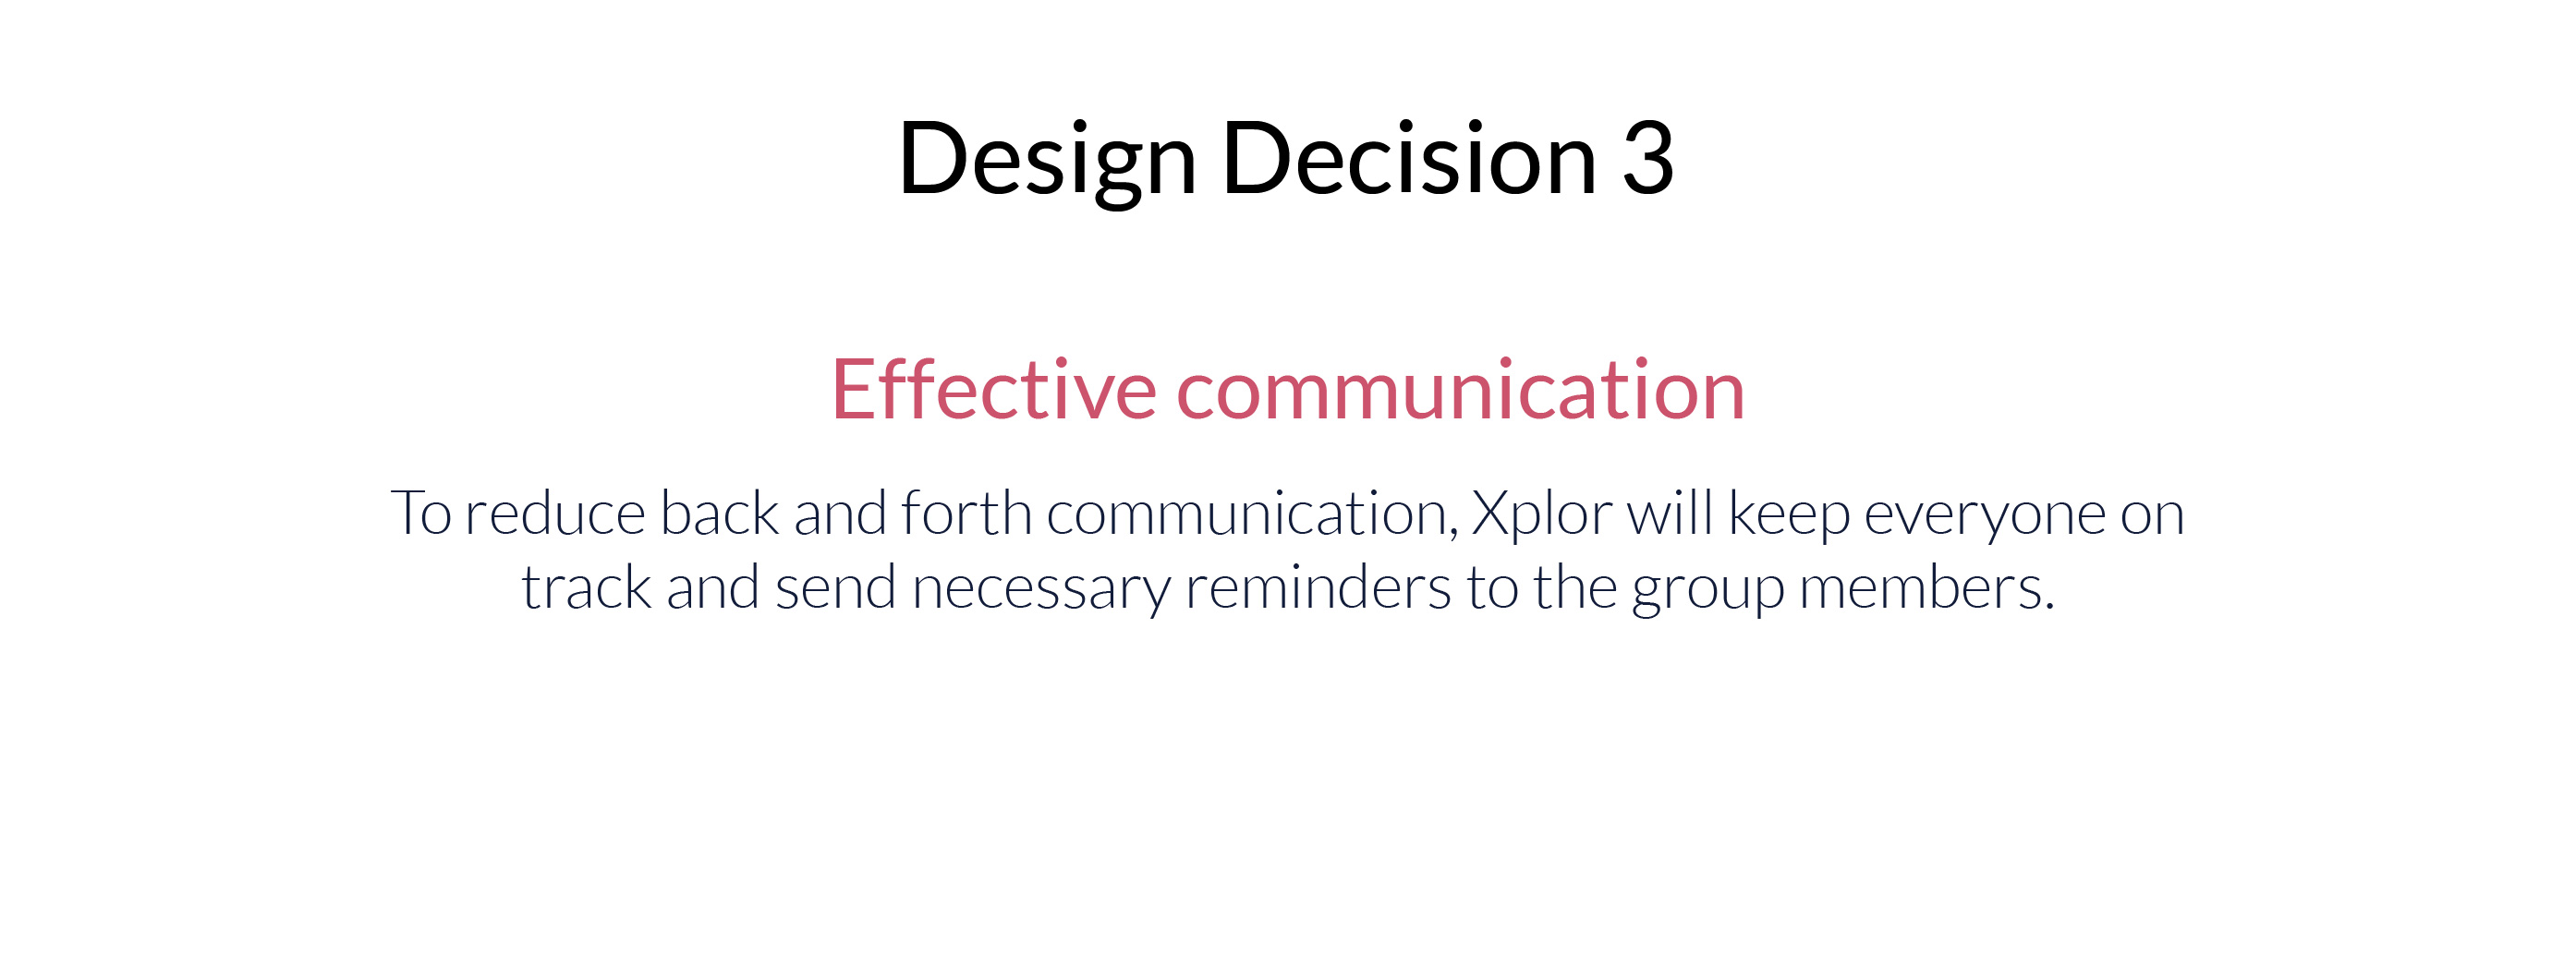 Design Decision 3
Effective communication
To reduce back and forth communication, Xplor will keep everyone on
track and send necessary reminders to the group members.